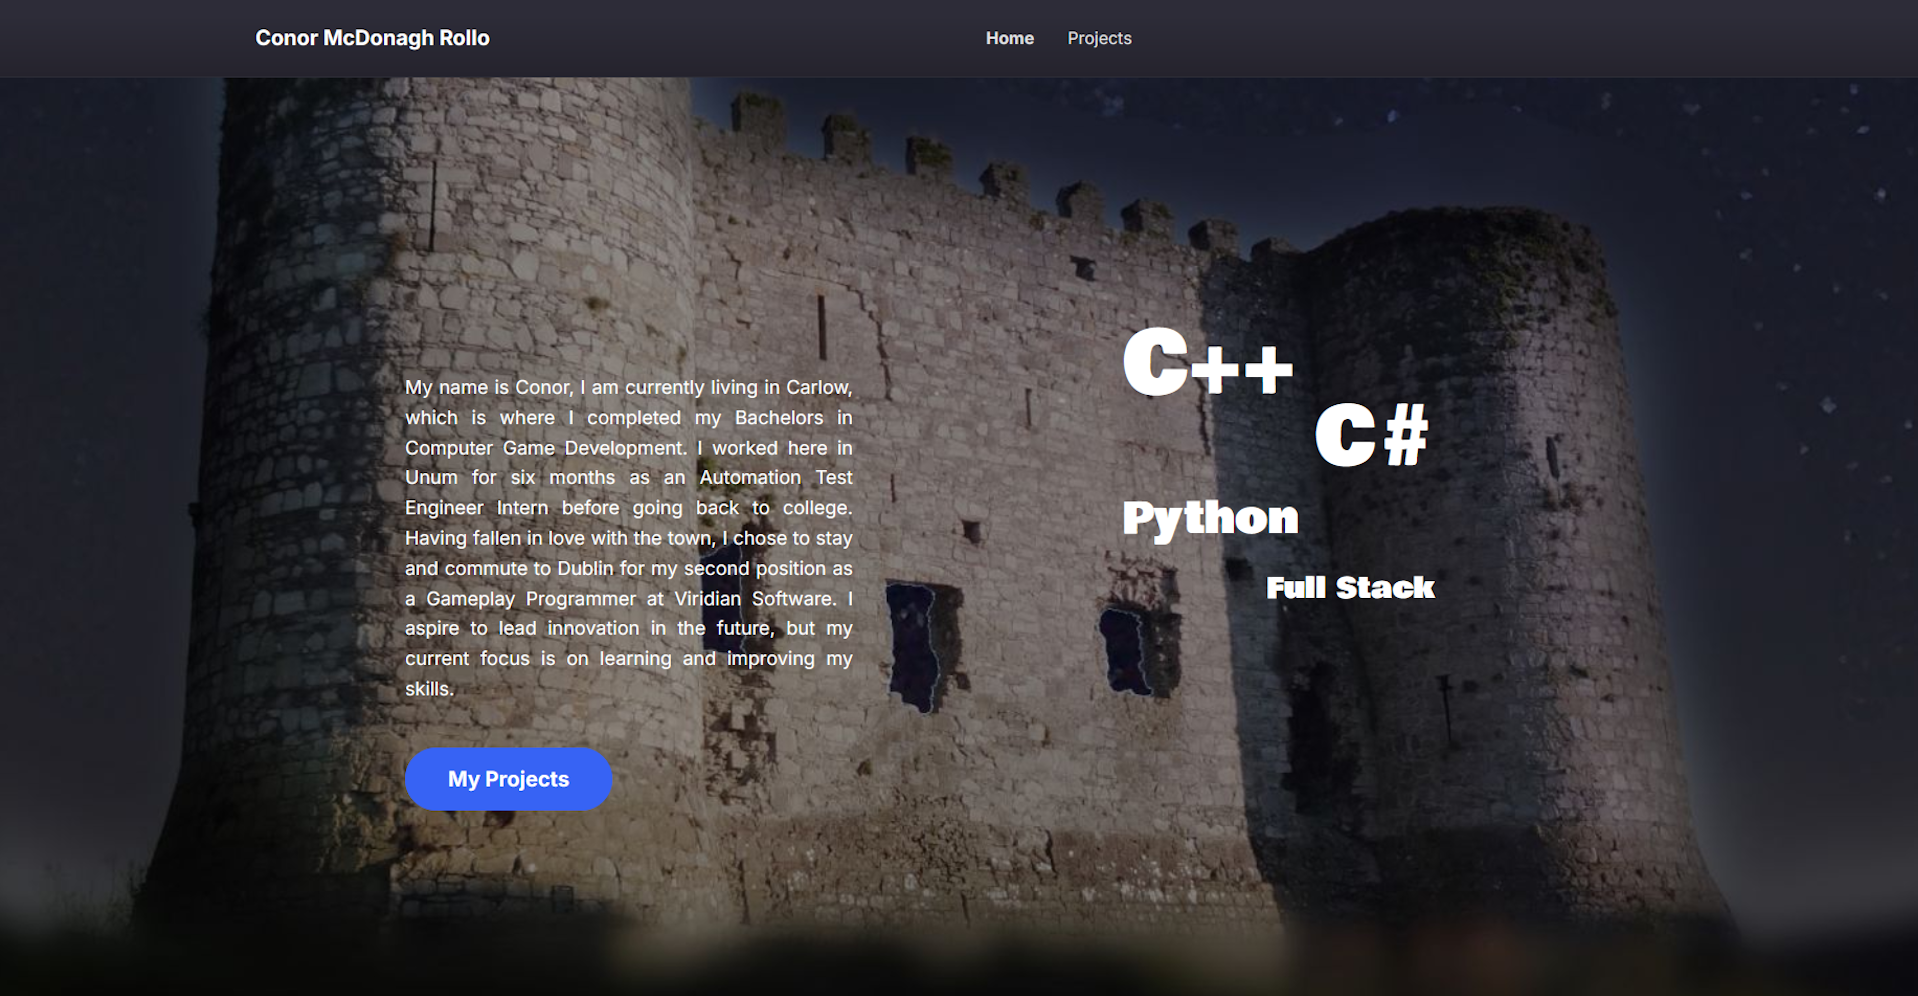 Conor McDonagh Rollo
Home
Projects
My name is Conor, I am currently living in Carlow,
which is where I completed my Bachelors in
Computer Game Development. I worked here in
Unum for six months as an Automation Test
Engineer Intern before going back to college.
Having fallen in love with the town, I chose to stay
and commute to Dublin for my second position as
a Gameplay Programmer at Viridian Software. I
aspire to lead innovation in the future, but my
current focus is on learning and improving my
skills.
My Projects
C++
C#
Python
Full Stack